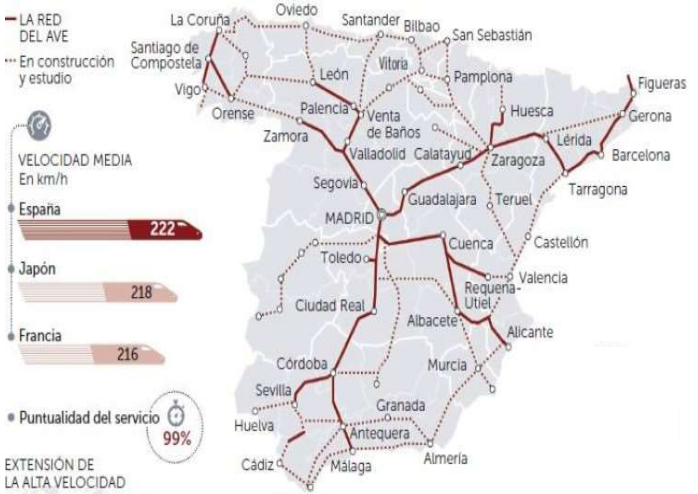 LA RED
DEL AVE
En construcción
y estudio
VELOCIDAD MEDIA
En km/h
España
222
Japón
218
Francia
216
Puntualidad del servicio
99%
EXTENSIÓN DE
LA ALTA VELOCIDAD
La Coruña
Oviedo
Santander
Bilbao
San Sebastián
Santiago de
Compostela
León
Vitoria
Pamplona
Vigo
Orense
Palencia
Venta
de Baños
Huesca
Figueras
Gerona
Zamora
Valladolid
Calatayud
Zaragoza
Lérida
Barcelona
Segovia
Guadalajara
Teruel
Tarragona
MADRID
Toledo
Cuenca
Castellón
Requena-
Utiel
Valencia
Ciudad Real
Albacete
Alicante
Córdoba
Murcia
Sevilla
Granada
Huelva
Antequera
Cádiz
Málaga
Almería